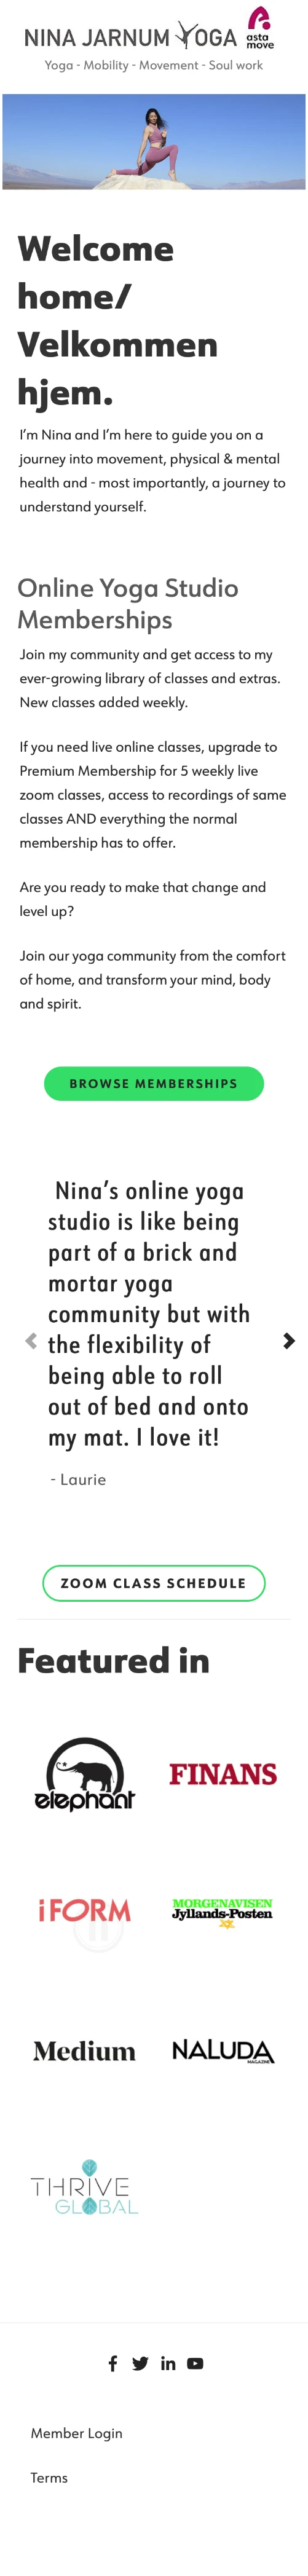 NINA JARNUM YOGA
asta
move
Yoga - Mobility - Movement - Soul work
Welcome
home/
Velkommen
hjem.
I’m Nina and I’m here to guide you on a
journey into movement, physical & mental
health and - most importantly, a journey to
understand yourself.
Online Yoga Studio
Memberships
Join my community and get access to my
ever-growing library of classes and extras.
New classes added weekly.
If you need live online classes, upgrade to
Premium Membership for 5 weekly live
zoom classes, access to recordings of same
classes AND everything the normal
membership has to offer.
Are you ready to make that change and
level up?
Join our yoga community from the comfort
of home, and transform your mind, body
and spirit.
BROWSE MEMBERSHIPS
Nina’s online yoga
studio is like being
part of a brick and
mortar yoga
community but with
the flexibility of
being able to roll
out of bed and onto
my mat. I love it!
- Laurie
ZOOM CLASS SCHEDULE
Featured in
elephant
FINANS
iFORM
MORGENAVISEN
Jyllands-Posten
Medium
NALUDA
MAGAZINE
THRIVE
GLOBAL
Member Login
Terms